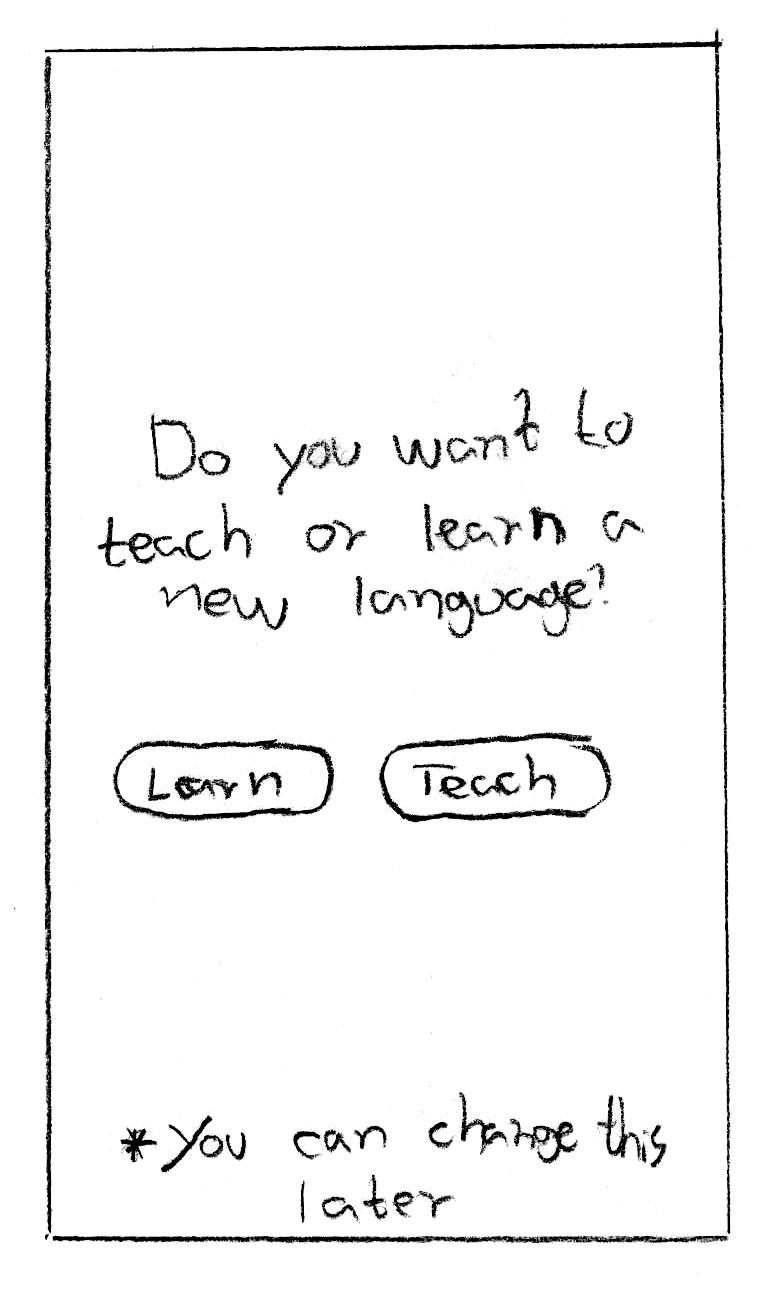 Do you want to
teach or learn a
new language?
Learn Teach
*You can change this
later